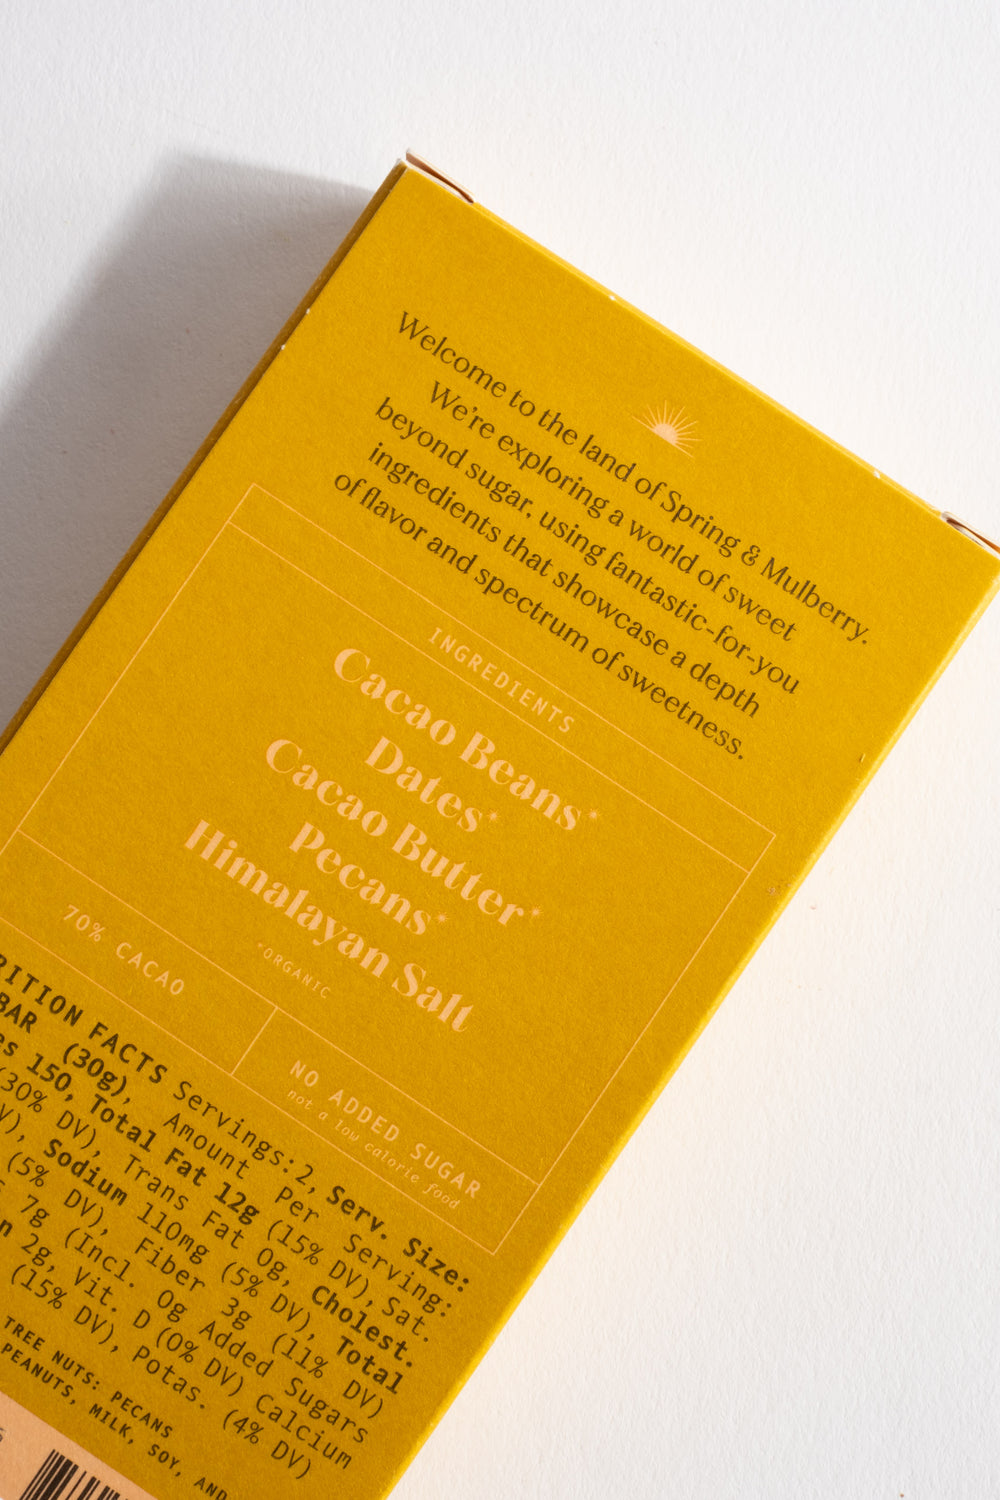 Welcome to the land of Spring & Mulberry.
We're exploring a world of sweet
beyond sugar, using fantastic-for-you
ingredients that showcase a depth
of flavor and spectrum of sweetness.
INGREDIENTS
Cacao Beans*
Dates*
Cacao Butter*
Pecans*
Himalayan Salt
*ORGANIC
70% CACAO
NO ADDED SUGAR
not a low calorie food
RITION FACTS Servings: 2, Serv. Size:
BAR (30g), Amount Per Serving:
es 150, Total Fat 12g (15% DV), Sat.
(30% DV), Trans Fat 0g, Cholest.
V), Sodium 110mg (5% DV), Total
(5% DV), Fiber 3g (11% DV)
s 7g (Incl. 0g Added Sugars
n 2g, Vit. D (0% DV) Calcium
(15% DV), Potas. (4% DV)
TREE NUTS: PECANS
PEANUTS, MILK, SOY, AND